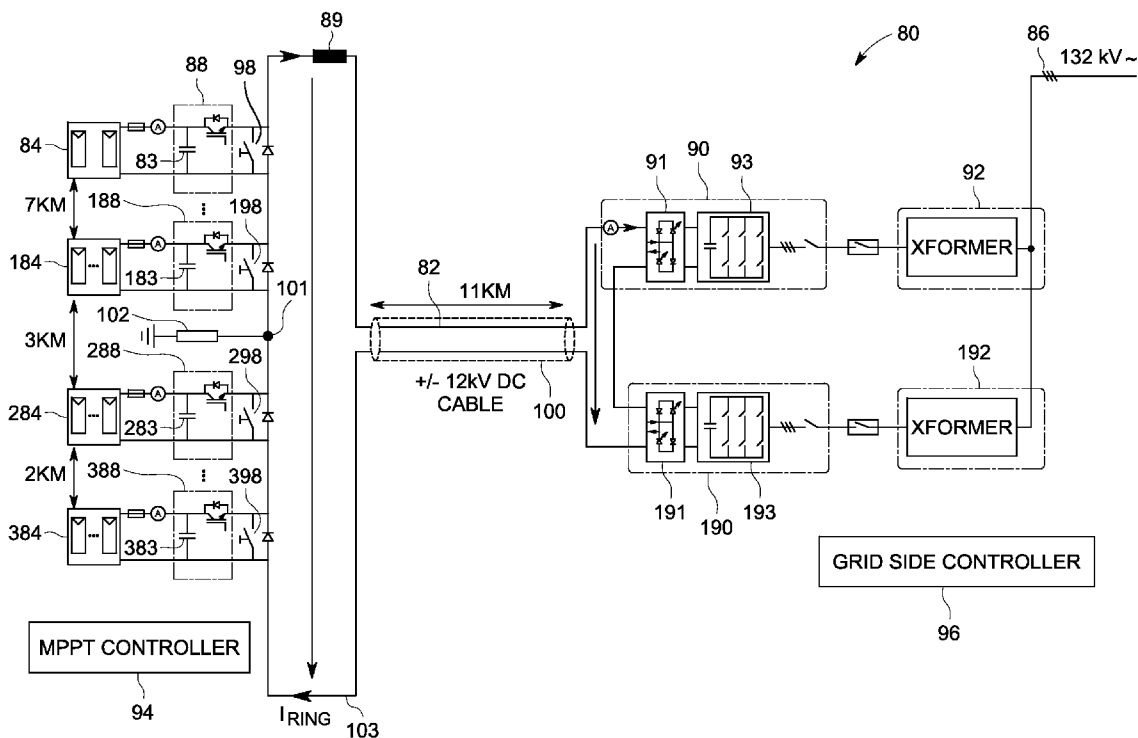 89
80
86
132 kV ~
88
98
84
A
83
90
91
93
92
7KM
188
198
A
XFORMER
184
A
183
101
11KM
82
102
3KM
288
298
+/- 12kV DC
CABLE
100
192
A
284
283
XFORMER
2KM
388
398
191
190
193
A
384
383
GRID SIDE CONTROLLER
96
MPPT CONTROLLER
94
IRING
103